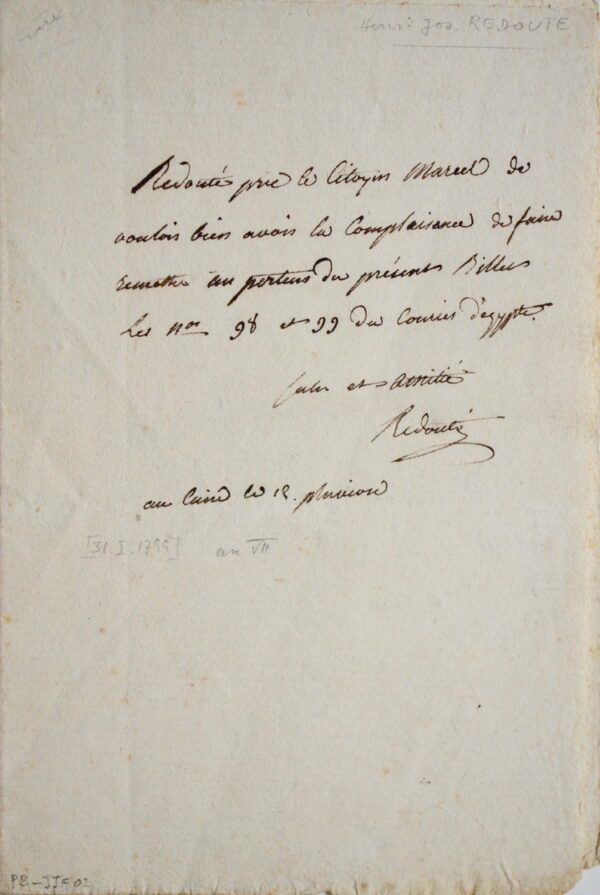 rare
Henri Jos. REDOUTE
Redouté prie le Citoyen Marcel de
vouloir bien avoir la Complaisance de faire
remettre au porteur du présent Billet
Les nos 98 et 99 du Courier d'egypte.
salut et amitié
Redouté
au Caire le 12. pluviose
[31.I.1799] an VII
PB-JJF02